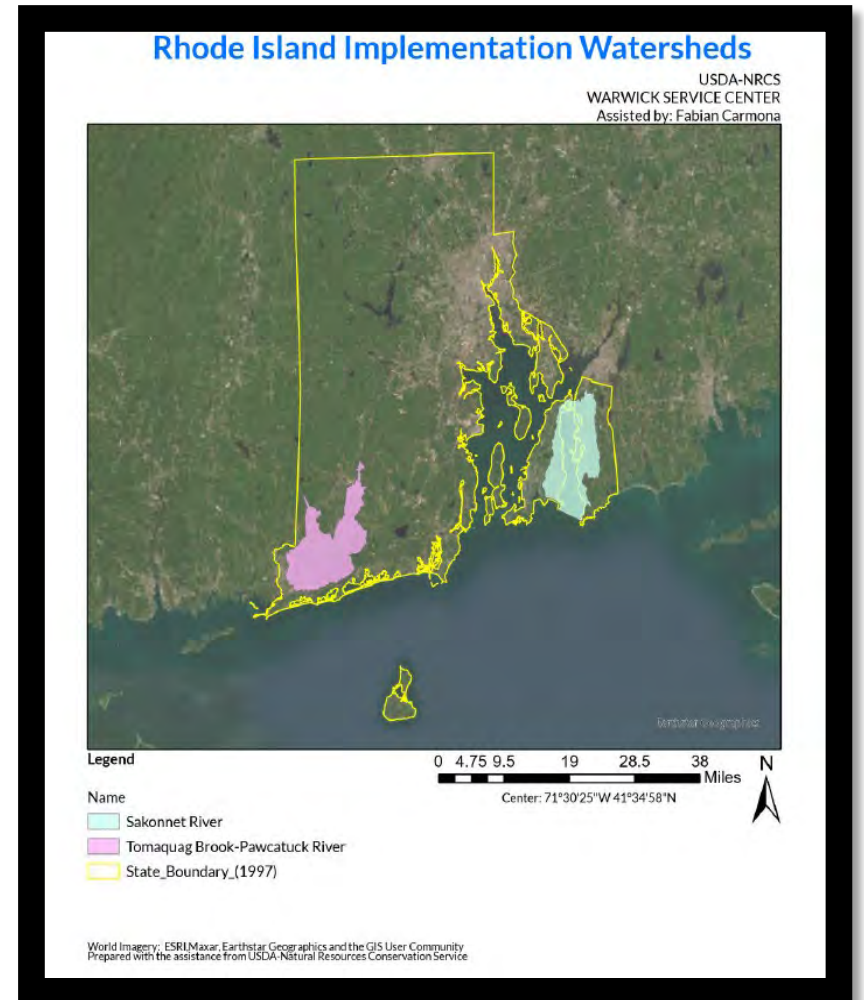 Rhode Island Implementation Watersheds
USDA-NRCS
WARWICK SERVICE CENTER
Assisted by: Fabian Carmona
Earthstar Geographics
Legend
0 4.75 9.5 19 28.5 38
Miles
N
Center: 71°30'25"W 41°34'58"N
Name
Sakonnet River
Tomaquag Brook-Pawcatuck River
State_Boundary_(1997)
World Imagery: ESRI,Maxar, Earthstar Geographics and the GIS User Community
Prepared with the assistance from USDA-Natural Resources Conservation Service